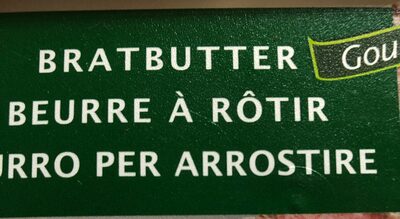 BRATBUTTER
Gou
BEURRE À RÔTIR
URRO PER ARROSTIRE